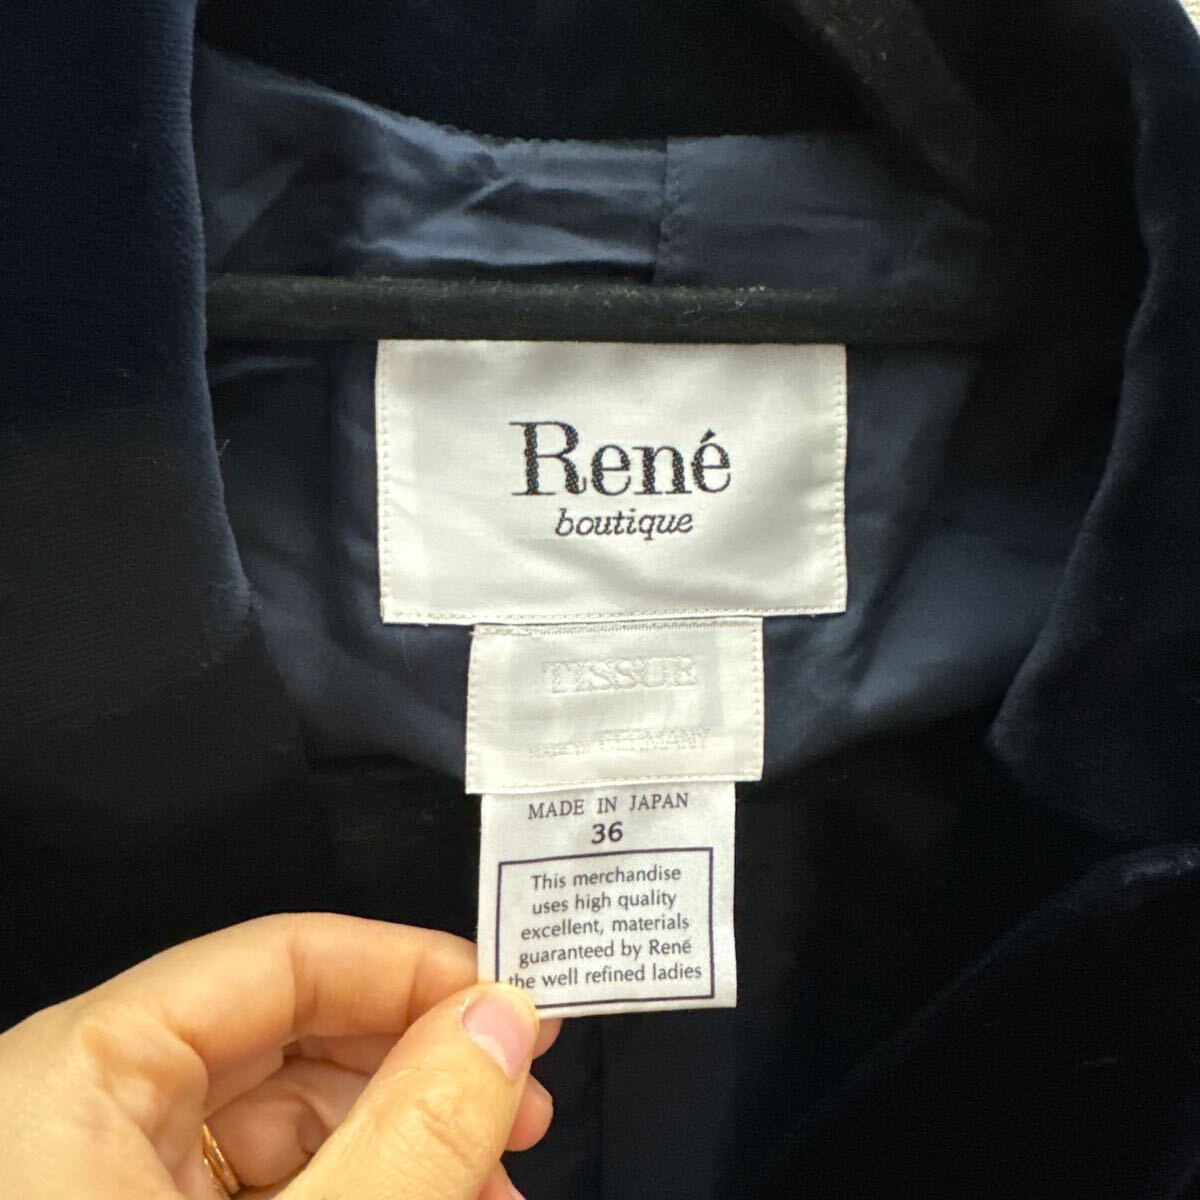 René
boutique
TISSUE
MADE IN GERMANY
MADE IN JAPAN
36
This merchandise
uses high quality
excellent, materials
guaranteed by René
the well refined ladies